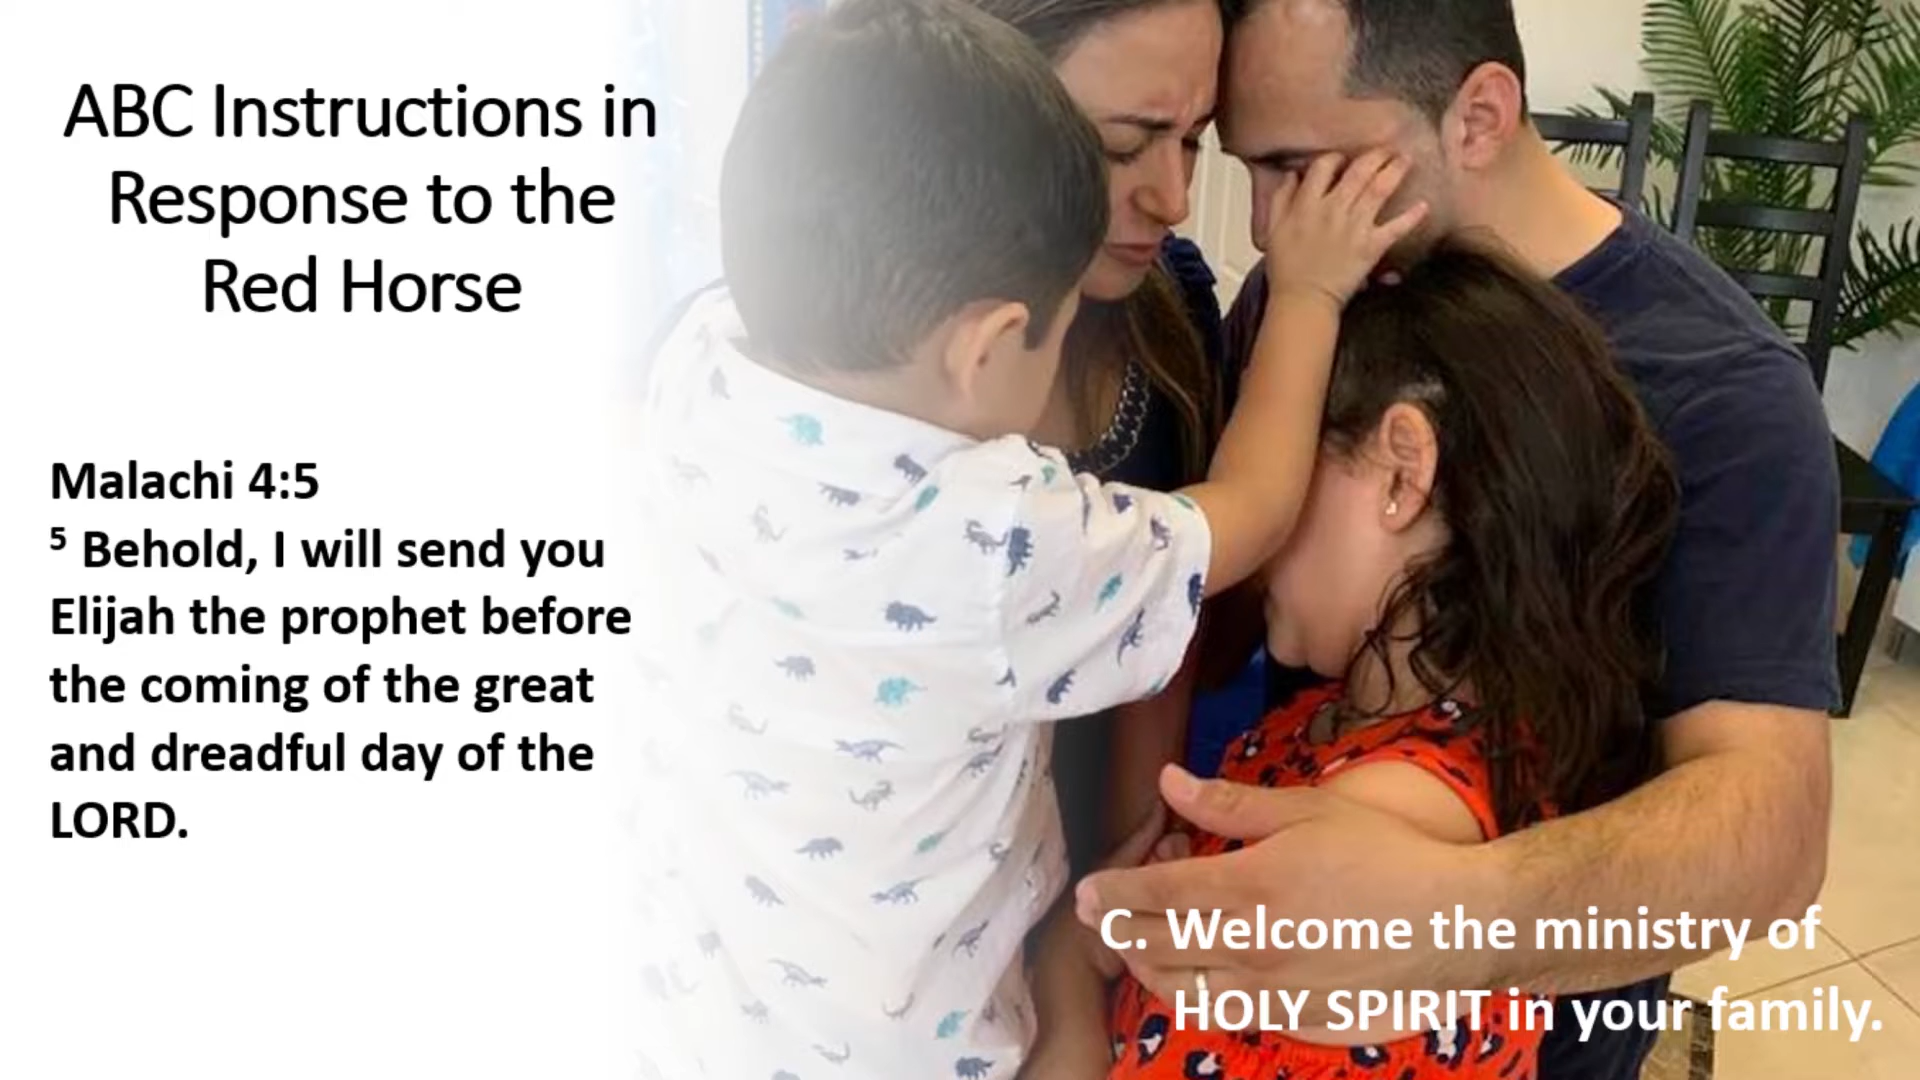 ABC Instructions in
Response to the
Red Horse
Malachi 4:5
⁵ Behold, I will send you
Elijah the prophet before
the coming of the great
and dreadful day of the
LORD.
C. Welcome the ministry of
HOLY SPIRIT in your family.